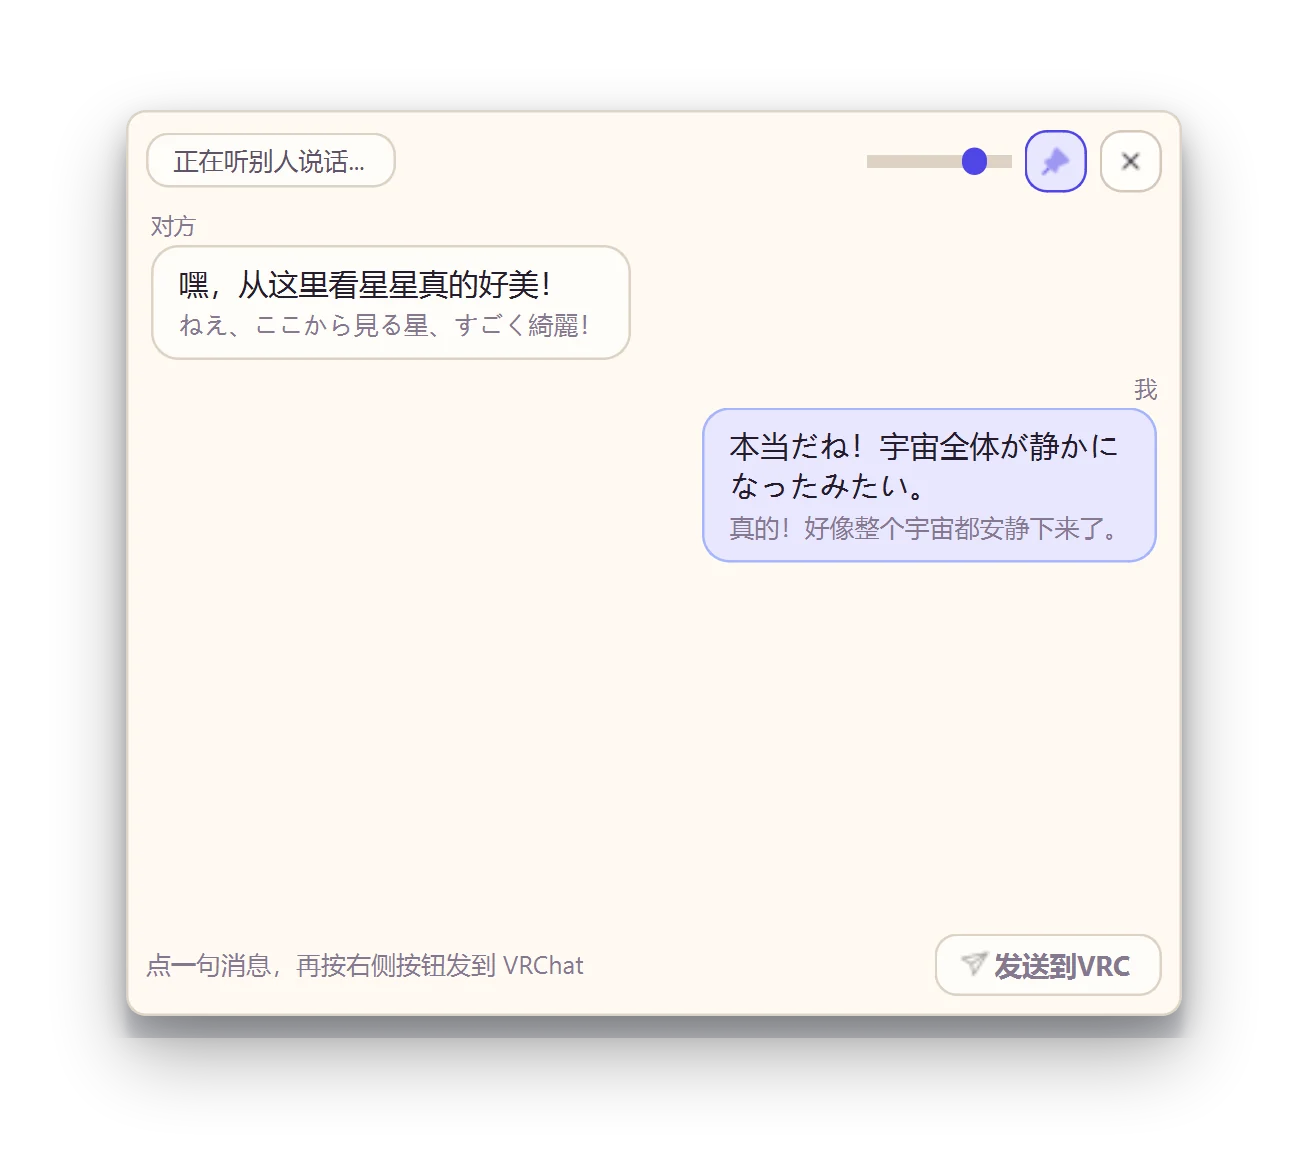 正在听别人说话...
对方
嘿，从这里看星星真的好美！
ねえ、ここから見る星、すごく綺麗！
我
本当だね！宇宙全体が静かに
なったみたい。
真的！好像整个宇宙都安静下来了。
点一句消息，再按右侧按钮发到 VRChat
发送到VRC